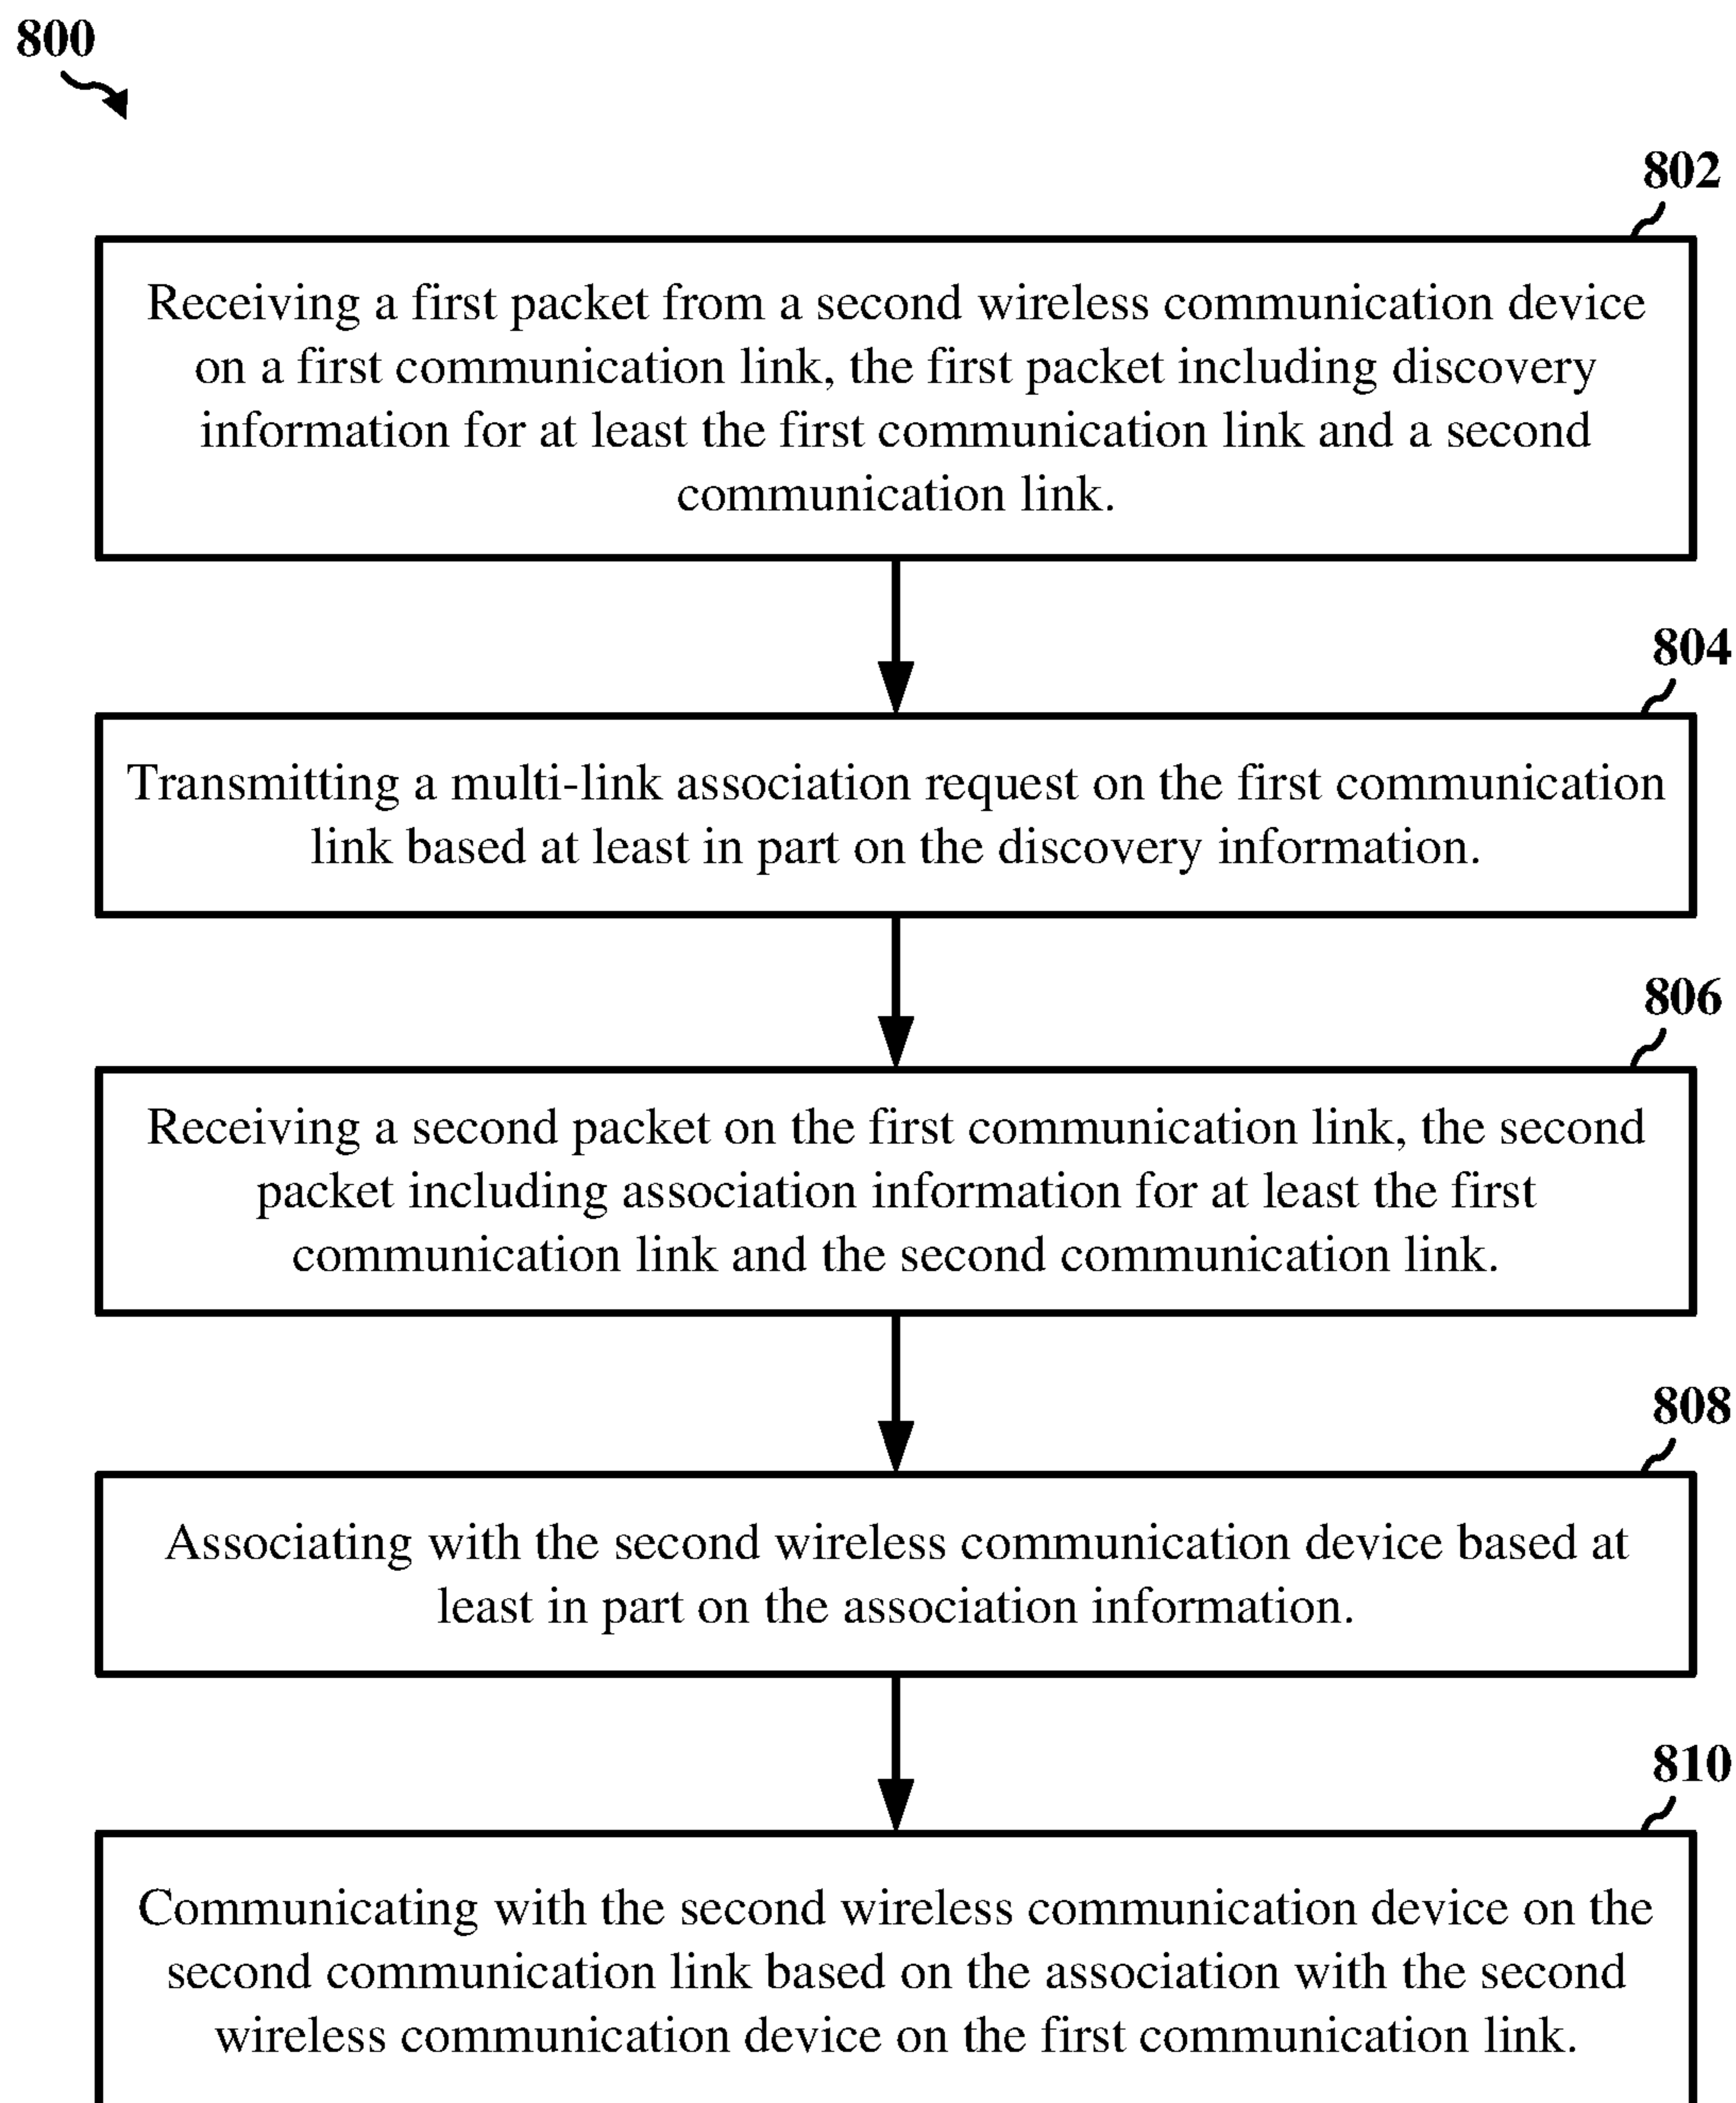 800
802
Receiving a first packet from a second wireless communication device
on a first communication link, the first packet including discovery
information for at least the first communication link and a second
communication link.
804
Transmitting a multi-link association request on the first communication
link based at least in part on the discovery information.
806
Receiving a second packet on the first communication link, the second
packet including association information for at least the first
communication link and the second communication link.
808
Associating with the second wireless communication device based at
least in part on the association information.
810
Communicating with the second wireless communication device on the
second communication link based on the association with the second
wireless communication device on the first communication link.